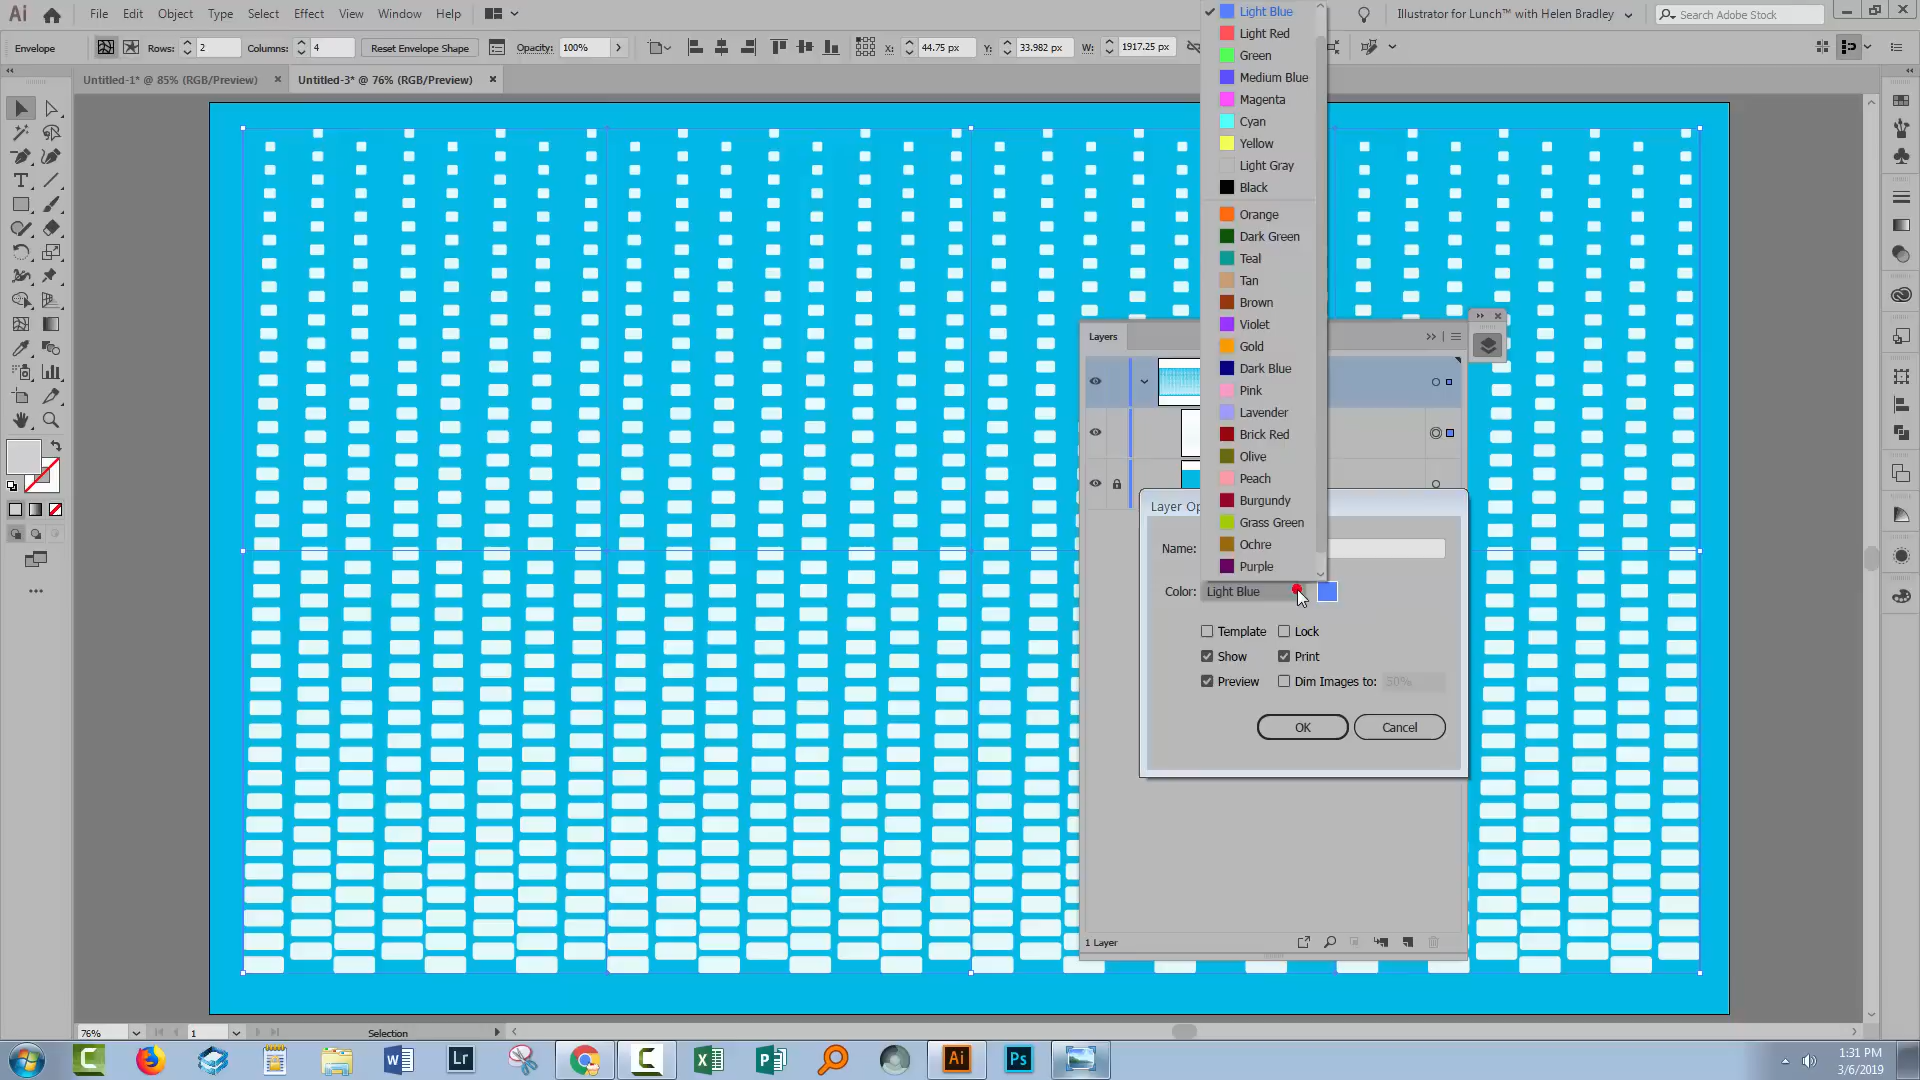 Ai File Edit Object Type Select Effect View Window Help Illustrator for Lunch™ with Helen Bradley Search Adobe Stock
Envelope Rows: 2 Columns: 4 Reset Envelope Shape Opacity: 100% X: 44.75 px Y: 33.982 px W: 1917.25 px
Untitled-1* @ 85% (RGB/Preview) Untitled-3* @ 76% (RGB/Preview)
Light Blue
Light Red
Green
Medium Blue
Magenta
Cyan
Yellow
Light Gray
Black
Orange
Dark Green
Teal
Tan
Brown
Violet
Gold
Dark Blue
Pink
Lavender
Brick Red
Olive
Peach
Burgundy
Grass Green
Ochre
Purple
Layers
Layer Op
Name:
Color: Light Blue
Template Lock
Show Print
Preview Dim Images to: 50%
OK Cancel
1 Layer
76% 1 Selection
C Lr C Ai Ps
1:31 PM
3/6/2019